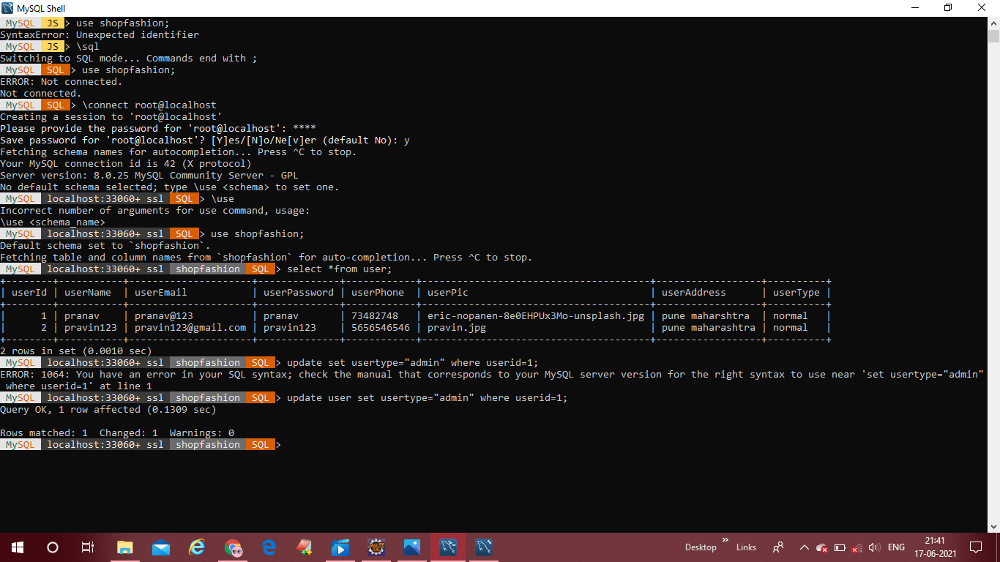 MySQL Shell
MySQL JS > use shopfashion;
SyntaxError: Unexpected identifier
MySQL JS > \sql
Switching to SQL mode... Commands end with ;
MySQL SQL > use shopfashion;
ERROR: Not connected.
Not connected.
MySQL SQL > \connect root@localhost
Creating a session to 'root@localhost'
Please provide the password for 'root@localhost': ****
Save password for 'root@localhost'? [Y]es/[N]o/Ne[v]er (default No): y
Fetching schema names for autocompletion... Press ^C to stop.
Your MySQL connection id is 42 (X protocol)
Server version: 8.0.25 MySQL Community Server - GPL
No default schema selected; type \use <schema> to set one.
MySQL localhost:33060+ ssl SQL > \use
Incorrect number of arguments for use command, usage:
\use <schema_name>
MySQL localhost:33060+ ssl SQL > use shopfashion;
Default schema set to `shopfashion`.
Fetching table and column names from `shopfashion` for auto-completion... Press ^C to stop.
MySQL localhost:33060+ ssl shopfashion SQL > select *from user;
+--------+-----------+---------------------+--------------+------------+---------------------------------------+------------------+----------+
| userId | userName | userEmail | userPassword | userPhone | userPic | userAddress | userType |
+--------+-----------+---------------------+--------------+------------+---------------------------------------+------------------+----------+
| 1 | pranav | pranav@123 | pranav | 73482748 | eric-nopanen-8e0EHPUx3Mo-unsplash.jpg | pune maharshtra | normal |
| 2 | pravin123 | pravin123@gmail.com | pravin123 | 5656546546 | pravin.jpg | pune maharashtra | normal |
+--------+-----------+---------------------+--------------+------------+---------------------------------------+------------------+----------+
2 rows in set (0.0010 sec)
MySQL localhost:33060+ ssl shopfashion SQL > update set usertype="admin" where userid=1;
ERROR: 1064: You have an error in your SQL syntax; check the manual that corresponds to your MySQL server version for the right syntax to use near 'set usertype="admin"
where userid=1' at line 1
MySQL localhost:33060+ ssl shopfashion SQL > update user set usertype="admin" where userid=1;
Query OK, 1 row affected (0.1309 sec)
Rows matched: 1 Changed: 1 Warnings: 0
MySQL localhost:33060+ ssl shopfashion SQL >
Desktop » Links ENG 21:41
17-06-2021